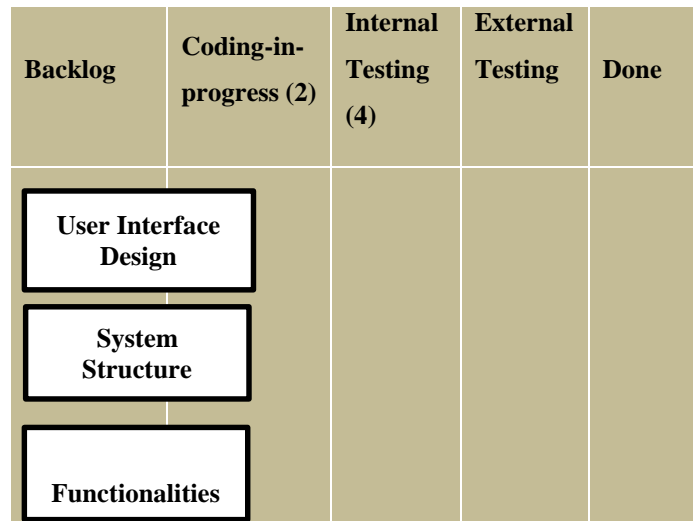 Backlog
Coding-in-
progress (2)
Internal
Testing
(4)
External
Testing
Done
User Interface
Design
System
Structure
Functionalities